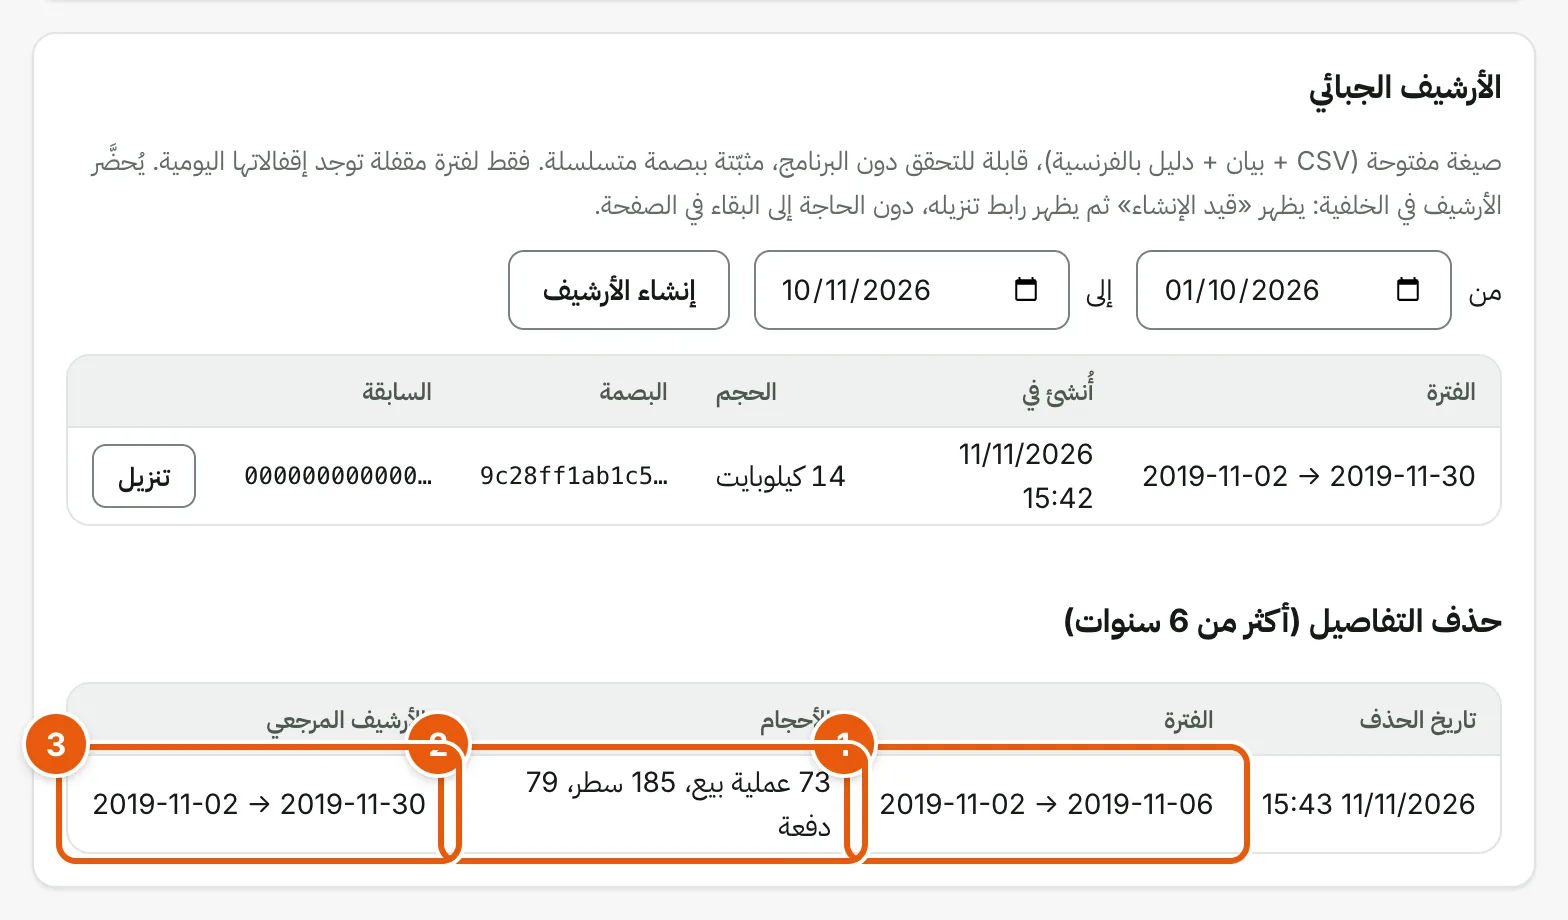 الأرشيف الجبائي
صيغة مفتوحة (CSV + بيان + دليل بالفرنسية)، قابلة للتحقق دون البرنامج، مثبّتة ببصمة متسلسلة. فقط لفترة مقفلة توجد إقفالاتها اليومية. يُحضَّر
الأرشيف في الخلفية: يظهر «قيد الإنشاء» ثم يظهر رابط تنزيله، دون الحاجة إلى البقاء في الصفحة.
من 01/10/2026 إلى 10/11/2026 إنشاء الأرشيف
الفترة أُنشئ في الحجم البصمة السابقة
2019-11-02 → 2019-11-30 11/11/2026 15:42 14 كيلوبايت 9c28ff1ab1c5… 000000000000… تنزيل
حذف التفاصيل (أكثر من 6 سنوات)
تاريخ الحذف الفترة الأحجام الأرشيف المرجعي
1 2 3
11/11/2026 15:43 2019-11-02 → 2019-11-06 73 عملية بيع، 185 سطر، 79 دفعة 2019-11-02 → 2019-11-30